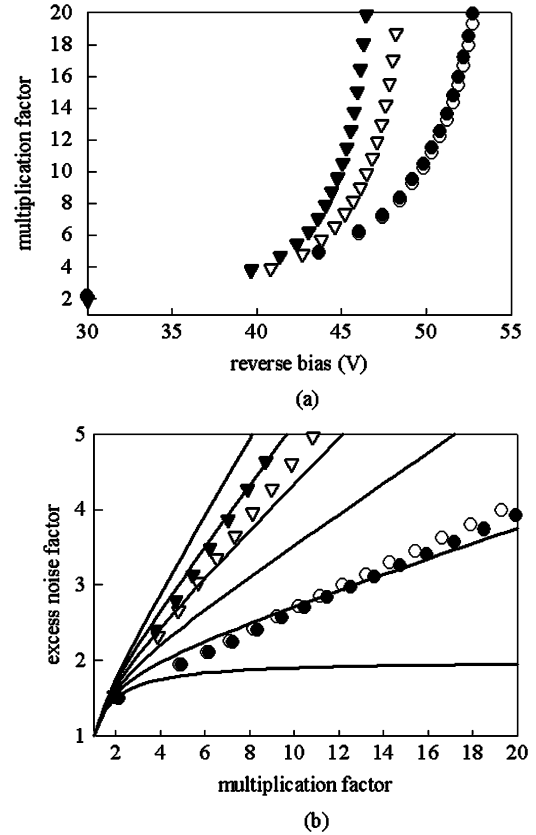 20
18
16
14
12
10
8
6
4
2
multiplication factor
30 35 40 45 50 55
reverse bias (V)
(a)
5
4
3
2
1
excess noise factor
2 4 6 8 10 12 14 16 18 20
multiplication factor
(b)